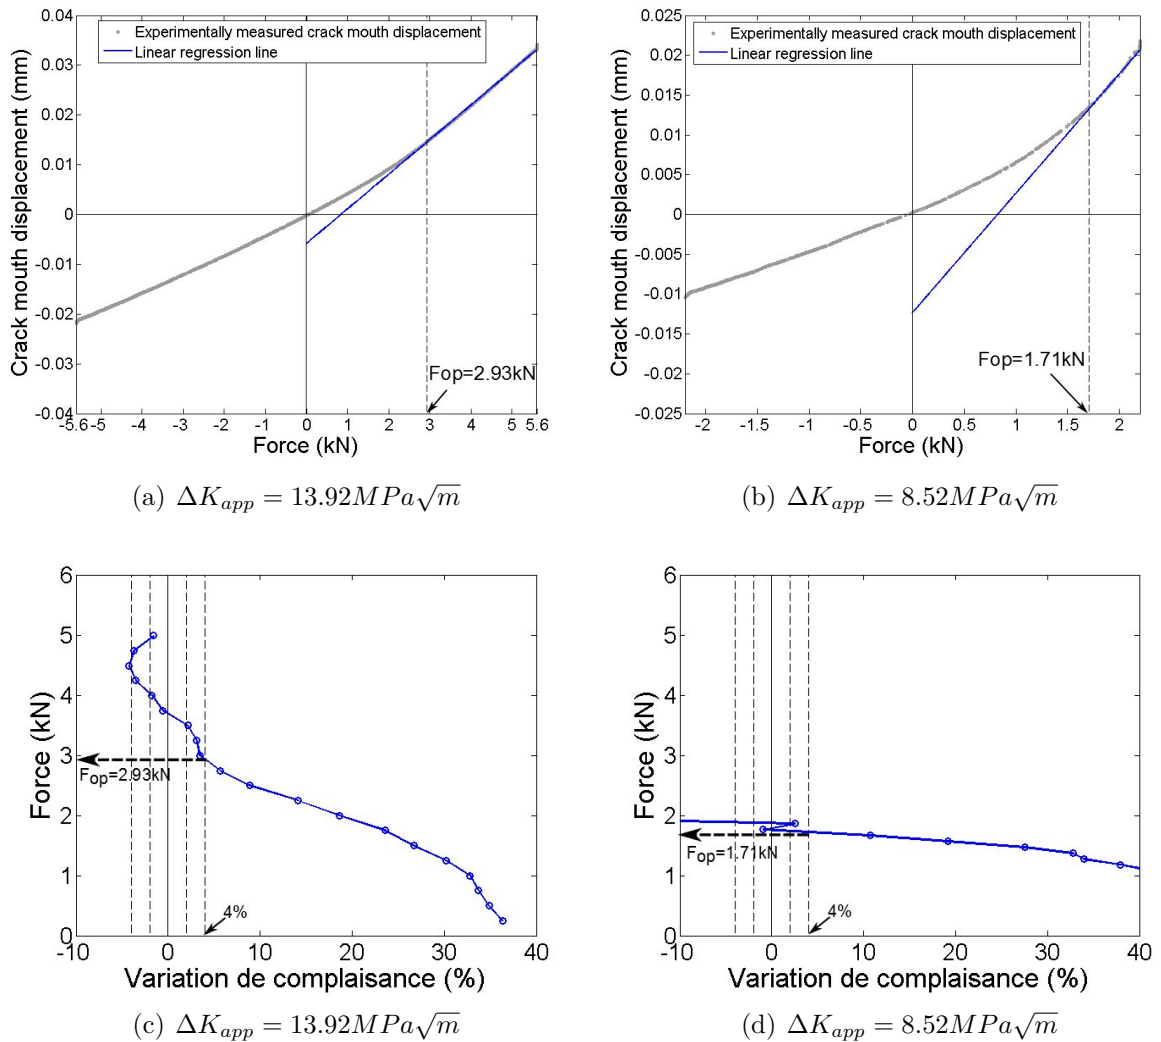 0.04
0.03
0.02
0.01
0
-0.01
-0.02
-0.03
-0.04
Crack mouth displacement (mm)
Experimentally measured crack mouth displacement
Linear regression line
Fop=2.93kN
-5.6 -5 -4 -3 -2 -1 0 1 2 3 4 5 5.6
Force (kN)
(a) ΔK_app = 13.92MPa√m
0.025
0.02
0.015
0.01
0.005
0
-0.005
-0.01
-0.015
-0.02
-0.025
Crack mouth displacement (mm)
Experimentally measured crack mouth displacement
Linear regression line
Fop=1.71kN
-2 -1.5 -1 -0.5 0 0.5 1 1.5 2
Force (kN)
(b) ΔK_app = 8.52MPa√m
6
5
4
3
2
1
0
Force (kN)
F_op=2.93kN
4%
-10 0 10 20 30 40
Variation de complaisance (%)
(c) ΔK_app = 13.92MPa√m
6
5
4
3
2
1
0
Force (kN)
F_op=1.71kN
4%
-10 0 10 20 30 40
Variation de complaisance (%)
(d) ΔK_app = 8.52MPa√m